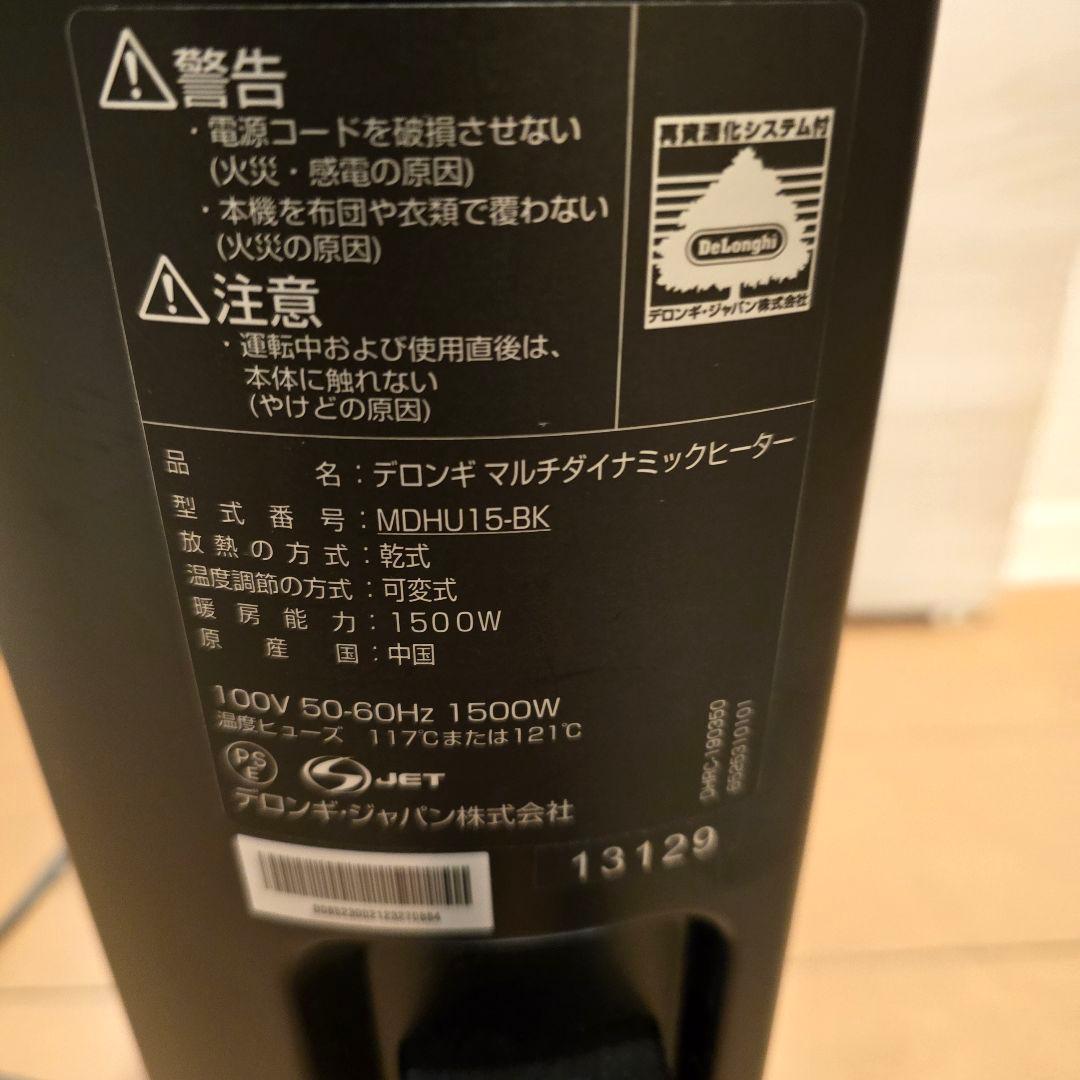 警告
・電源コードを破損させない
(火災・感電の原因)
・本機を布団や衣類で覆わない
(火災の原因)
注意
・運転中および使用直後は、
本体に触れない
(やけどの原因)
再資源化システム付
DeLonghi
デロンギ・ジャパン株式会社
品名：デロンギ マルチダイナミックヒーター
型式番号：MDHU15-BK
放熱の方式：乾式
温度調節の方式：可変式
暖房能力：1500W
原産国：中国
100V 50-60Hz 1500W
温度ヒューズ 117℃または121℃
PS
E
S JET
デロンギ・ジャパン株式会社
DHRC-190350
6525310101
13129